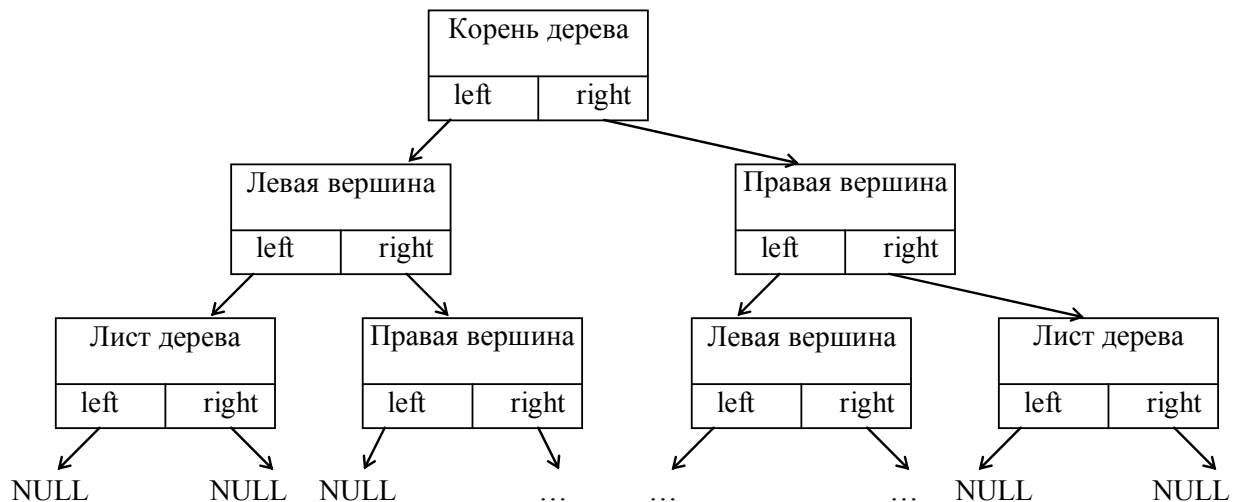 Корень дерева
left right
Левая вершина Правая вершина
left right left right
Лист дерева Правая вершина Левая вершина Лист дерева
left right left right left right left right
NULL NULL NULL … … … NULL NULL